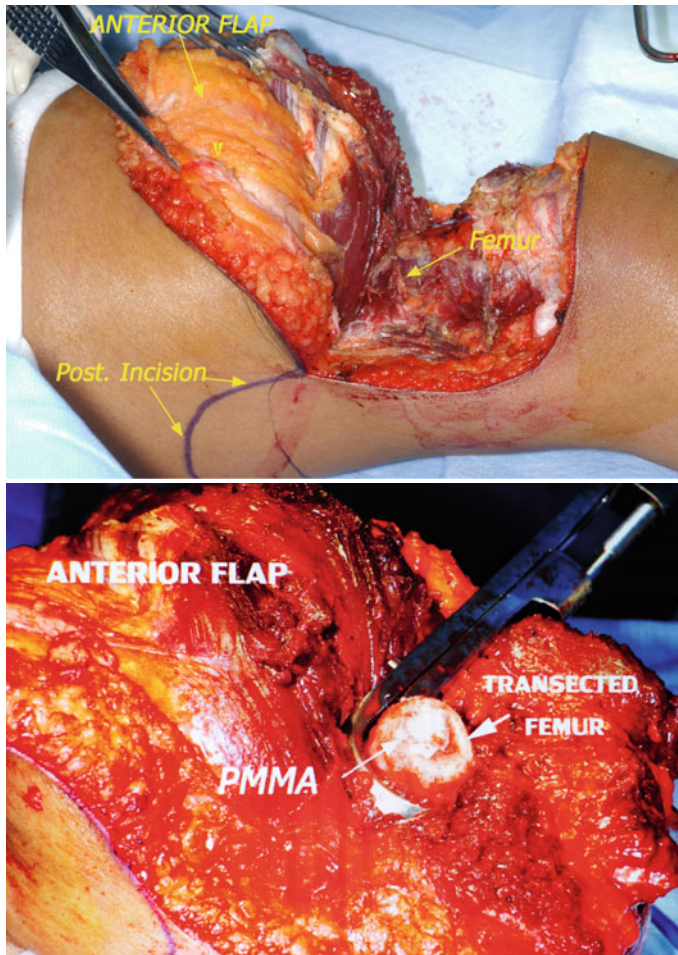 ANTERIOR FLAP
Femur
Post. Incision
ANTERIOR FLAP
TRANSECTED
FEMUR
PMMA